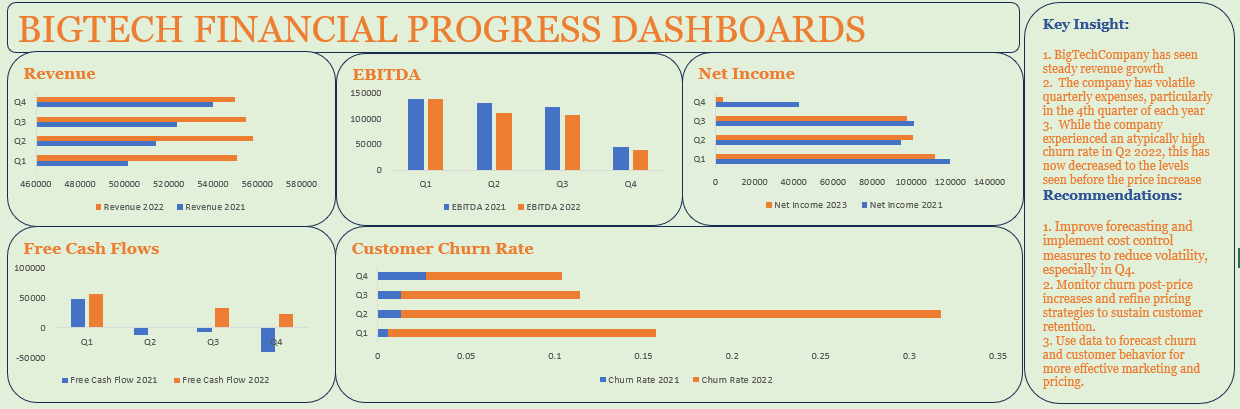 BIGTECH FINANCIAL PROGRESS DASHBOARDS
Revenue
Q4
Q3
Q2
Q1
460000 480000 500000 520000 540000 560000 580000
Revenue 2022 Revenue 2021
EBITDA
150000
100000
50000
0
Q1 Q2 Q3 Q4
EBITDA 2021 EBITDA 2022
Net Income
Q4
Q3
Q2
Q1
0 20000 40000 60000 80000 100000 120000 140000
Net Income 2023 Net Income 2021
Free Cash Flows
100000
50000
0
-50000
Q1 Q2 Q3 Q4
Free Cash Flow 2021 Free Cash Flow 2022
Customer Churn Rate
Q4
Q3
Q2
Q1
0 0.05 0.1 0.15 0.2 0.25 0.3 0.35
Churn Rate 2021 Churn Rate 2022
Key Insight:
1. BigTechCompany has seen
steady revenue growth
2. The company has volatile
quarterly expenses, particularly
in the 4th quarter of each year
3. While the company
experienced an atypically high
churn rate in Q2 2022, this has
now decreased to the levels
seen before the price increase
Recommendations:
1. Improve forecasting and
implement cost control
measures to reduce volatility,
especially in Q4.
2. Monitor churn post-price
increases and refine pricing
strategies to sustain customer
retention.
3. Use data to forecast churn
and customer behavior for
more effective marketing and
pricing.